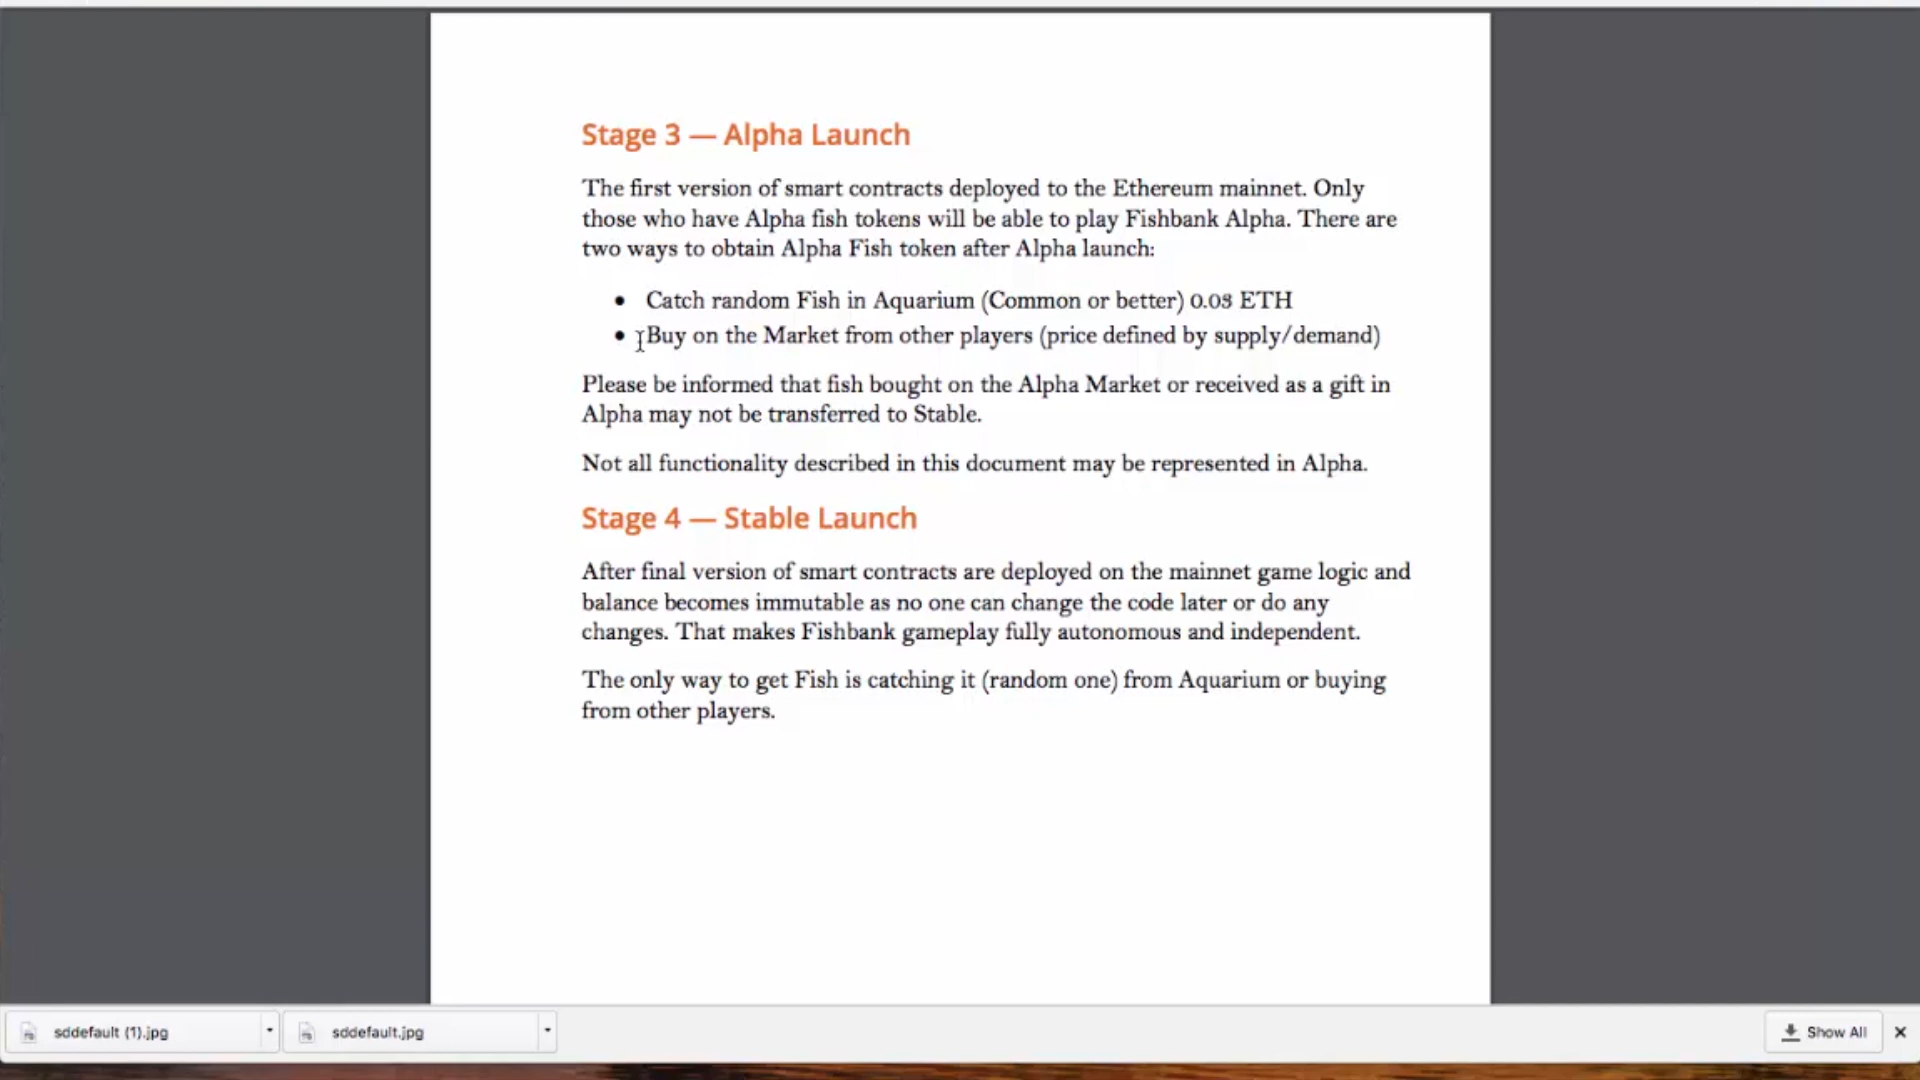 Stage 3 — Alpha Launch
The first version of smart contracts deployed to the Ethereum mainnet. Only
those who have Alpha fish tokens will be able to play Fishbank Alpha. There are
two ways to obtain Alpha Fish token after Alpha launch:
• Catch random Fish in Aquarium (Common or better) 0.03 ETH
• Buy on the Market from other players (price defined by supply/demand)
Please be informed that fish bought on the Alpha Market or received as a gift in
Alpha may not be transferred to Stable.
Not all functionality described in this document may be represented in Alpha.
Stage 4 — Stable Launch
After final version of smart contracts are deployed on the mainnet game logic and
balance becomes immutable as no one can change the code later or do any
changes. That makes Fishbank gameplay fully autonomous and independent.
The only way to get Fish is catching it (random one) from Aquarium or buying
from other players.
sddefault (1).jpg
sddefault.jpg
Show All